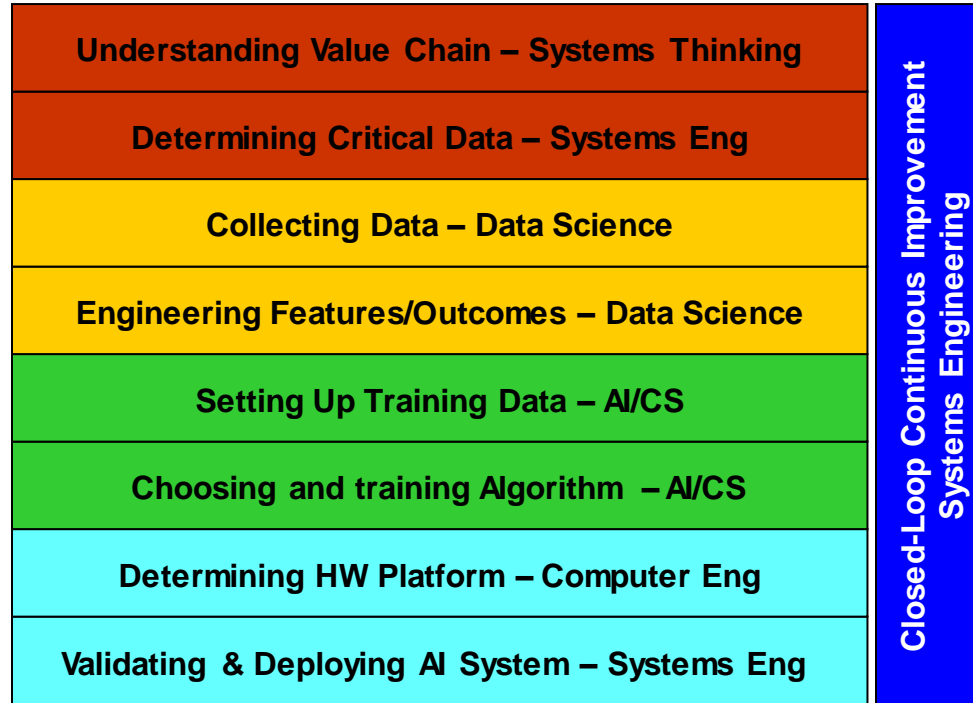 Understanding Value Chain – Systems Thinking
Determining Critical Data – Systems Eng
Collecting Data – Data Science
Engineering Features/Outcomes – Data Science
Setting Up Training Data – AI/CS
Choosing and training Algorithm – AI/CS
Determining HW Platform – Computer Eng
Validating & Deploying AI System – Systems Eng
Closed-Loop Continuous Improvement
Systems Engineering